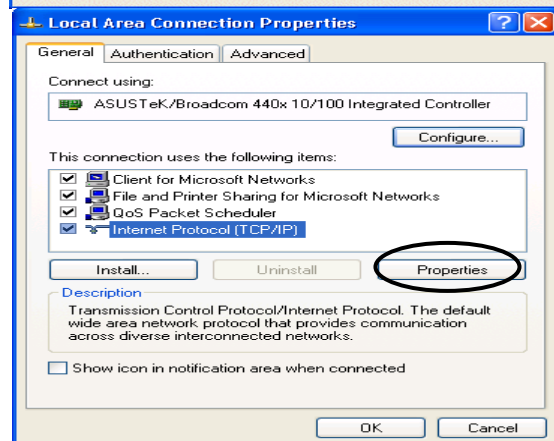 Local Area Connection Properties
General Authentication Advanced
Connect using:
ASUSTeK/Broadcom 440x 10/100 Integrated Controller
Configure...
This connection uses the following items:
Client for Microsoft Networks
File and Printer Sharing for Microsoft Networks
QoS Packet Scheduler
Internet Protocol (TCP/IP)
Install... Uninstall Properties
Description
Transmission Control Protocol/Internet Protocol. The default
wide area network protocol that provides communication
across diverse interconnected networks.
Show icon in notification area when connected
OK Cancel